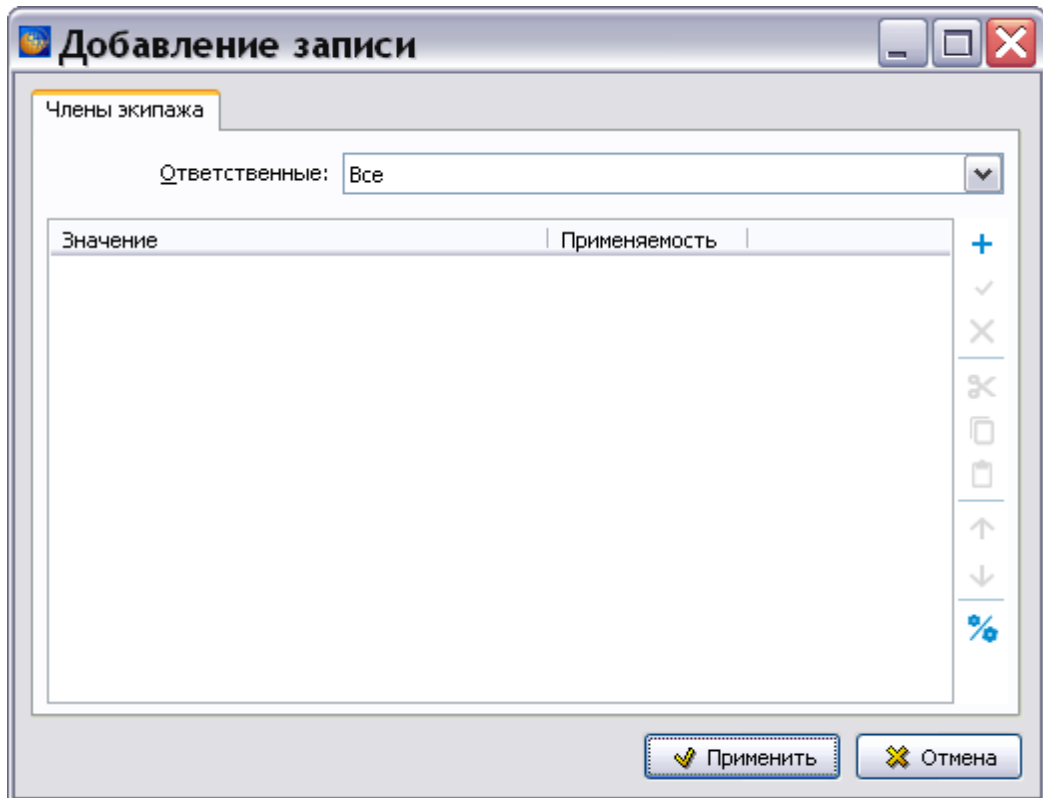 Добавление записи
Члены экипажа
Ответственные: Все
Значение Применяемость
Применить Отмена